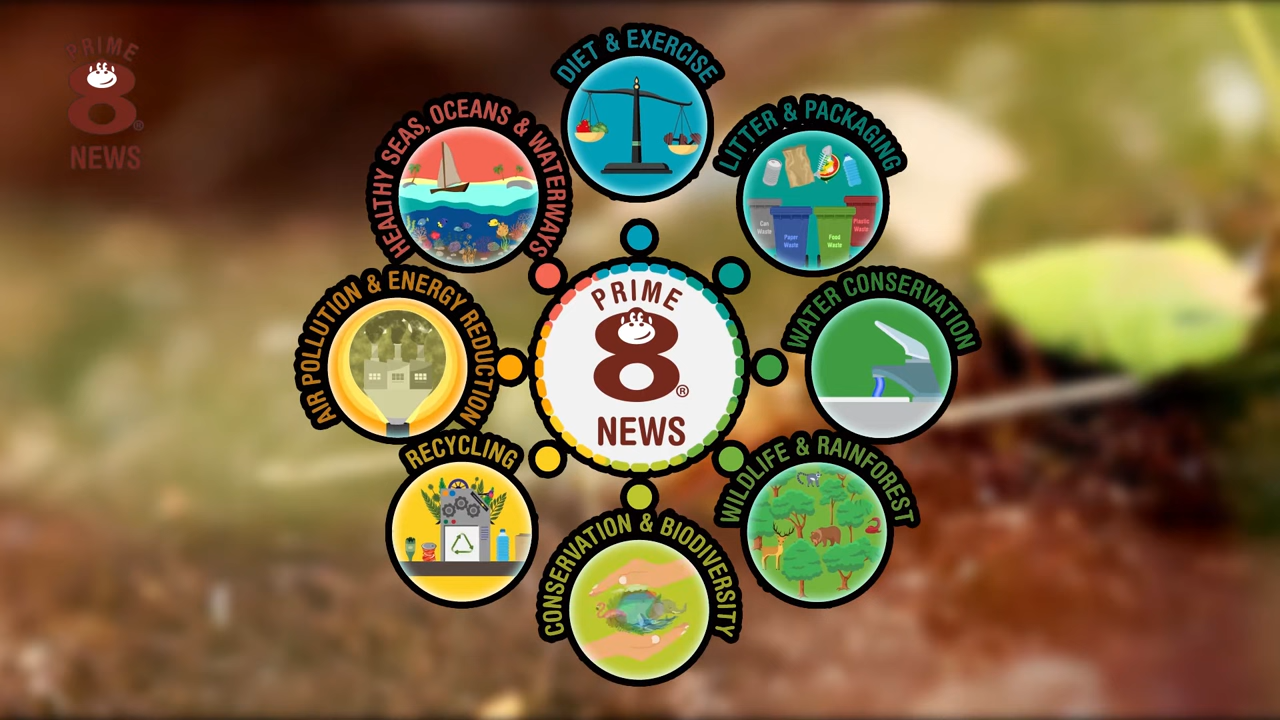 PRIME
8
®
NEWS
DIET & EXERCISE
LITTER & PACKAGING
Can Waste
Paper Waste
Food Waste
Plastic Waste
HEALTHY SEAS, OCEANS & WATERWAYS
AIR POLLUTION & ENERGY REDUCTION
WATER CONSERVATION
PRIME
8
®
NEWS
RECYCLING
WILDLIFE & RAINFOREST
CONSERVATION & BIODIVERSITY